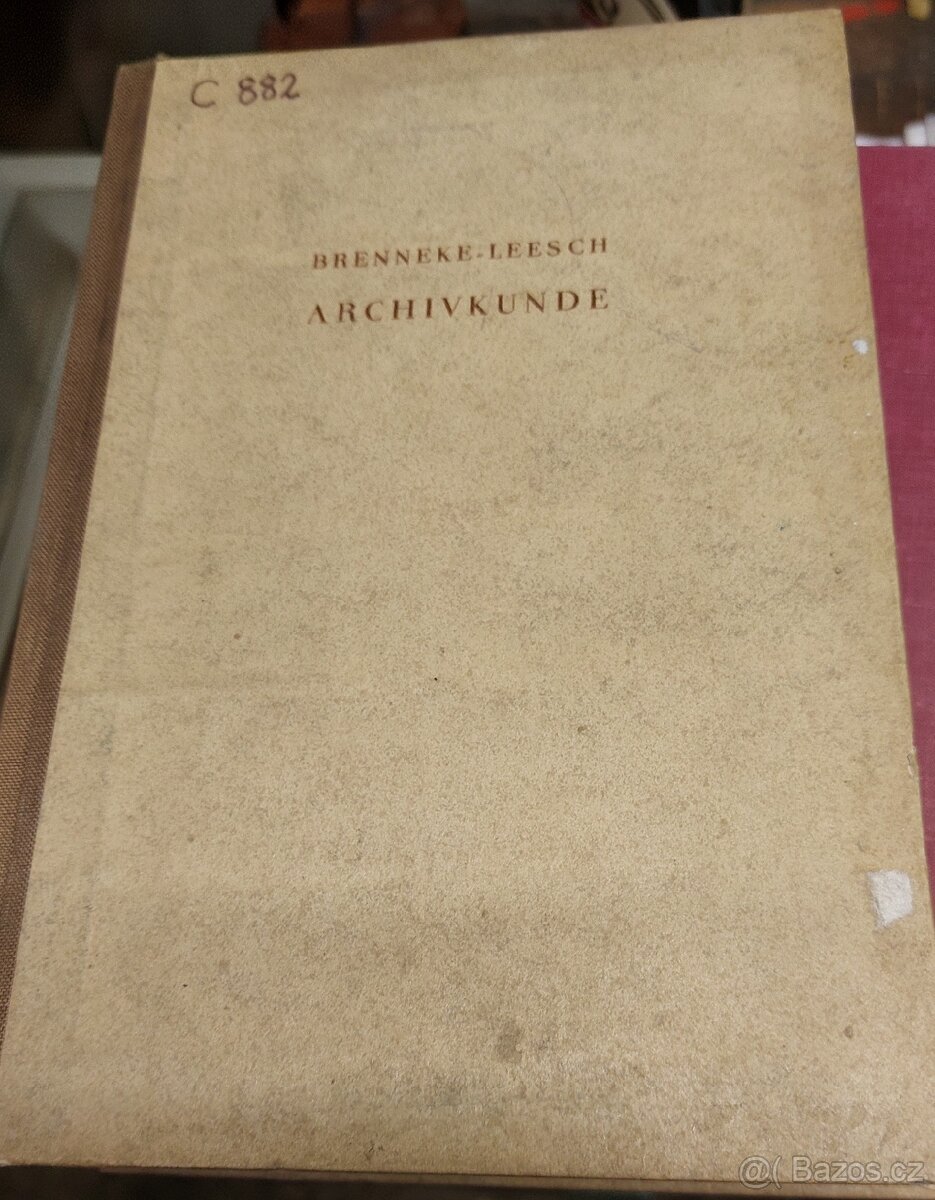 C 882
BRENNEKE-LEESCH
ARCHIVKUNDE
@( Bazos.cz